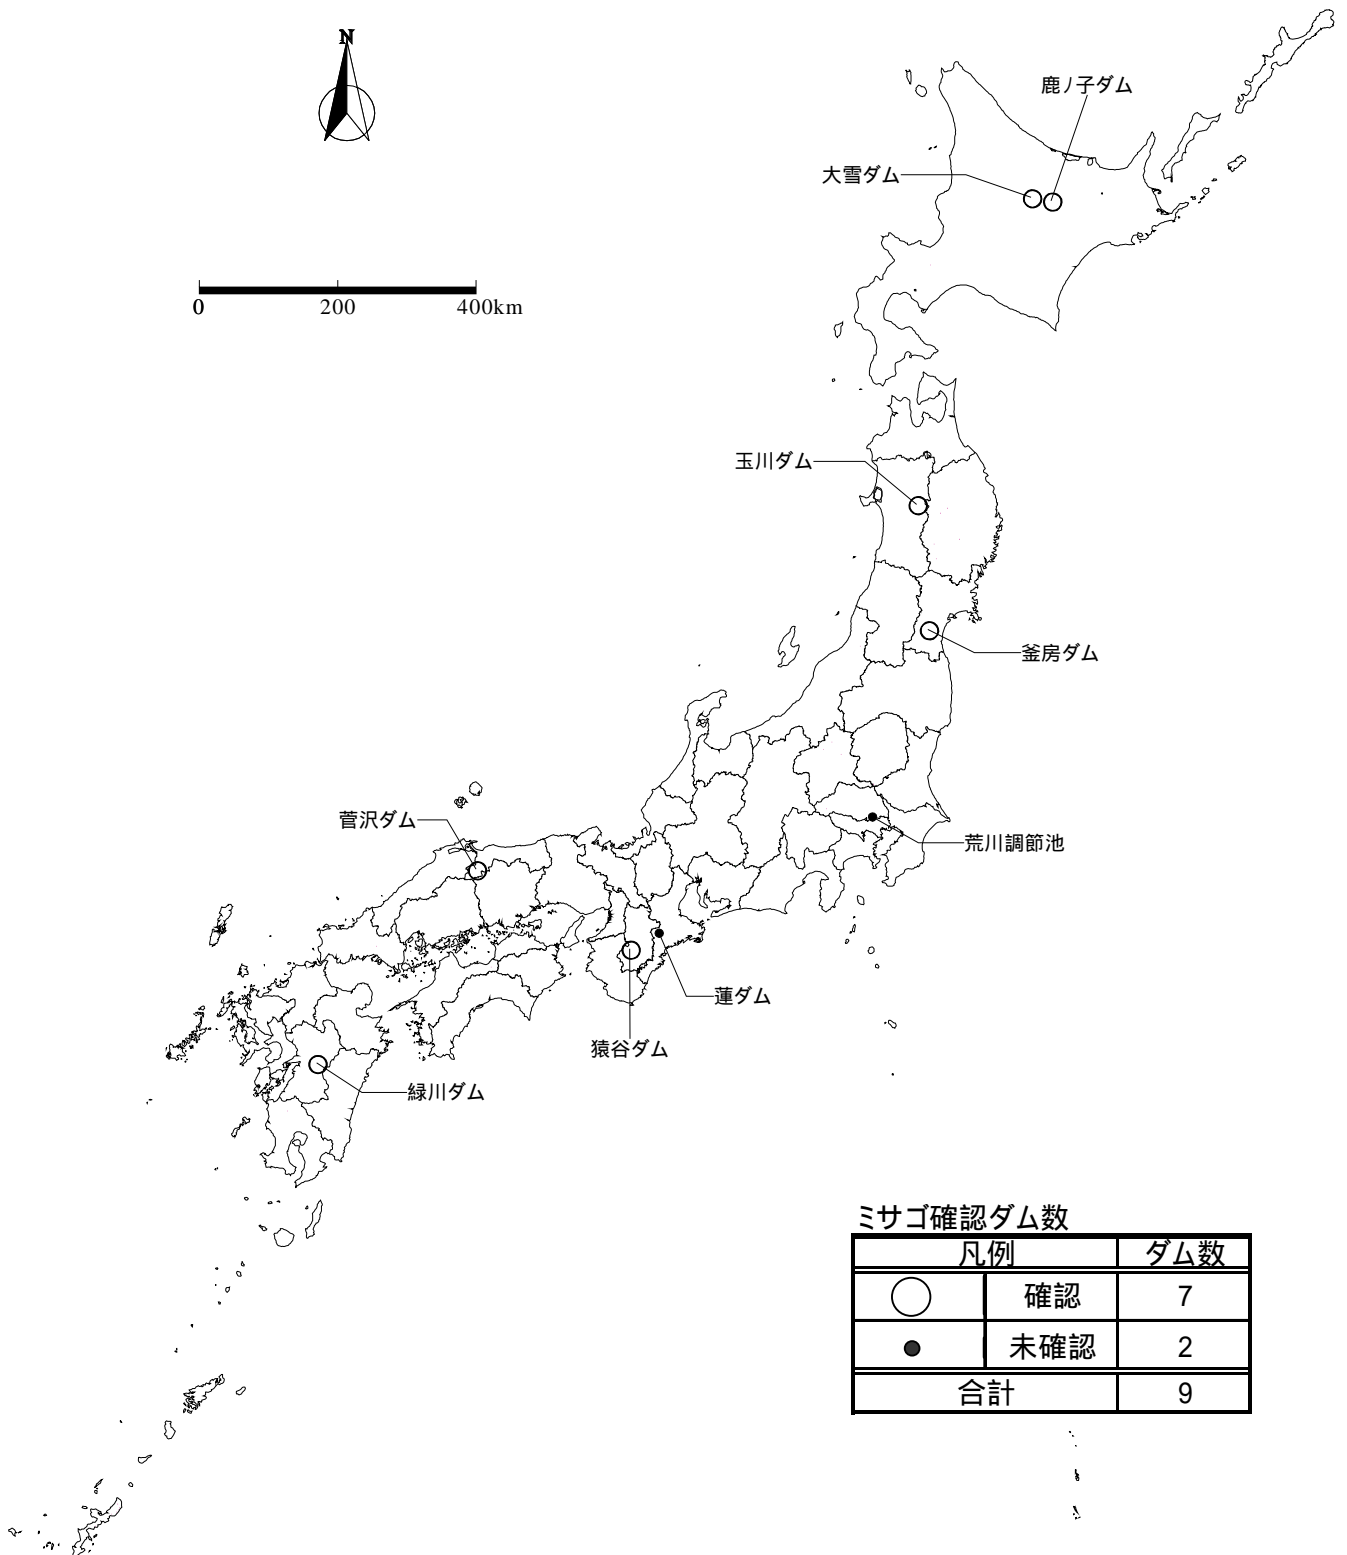 N
鹿ノ子ダム
大雪ダム
0 200 400km
玉川ダム
釜房ダム
菅沢ダム
荒川調節池
蓮ダム
猿谷ダム
緑川ダム
ミサゴ確認ダム数
凡例 ダム数
確認 7
未確認 2
合計 9